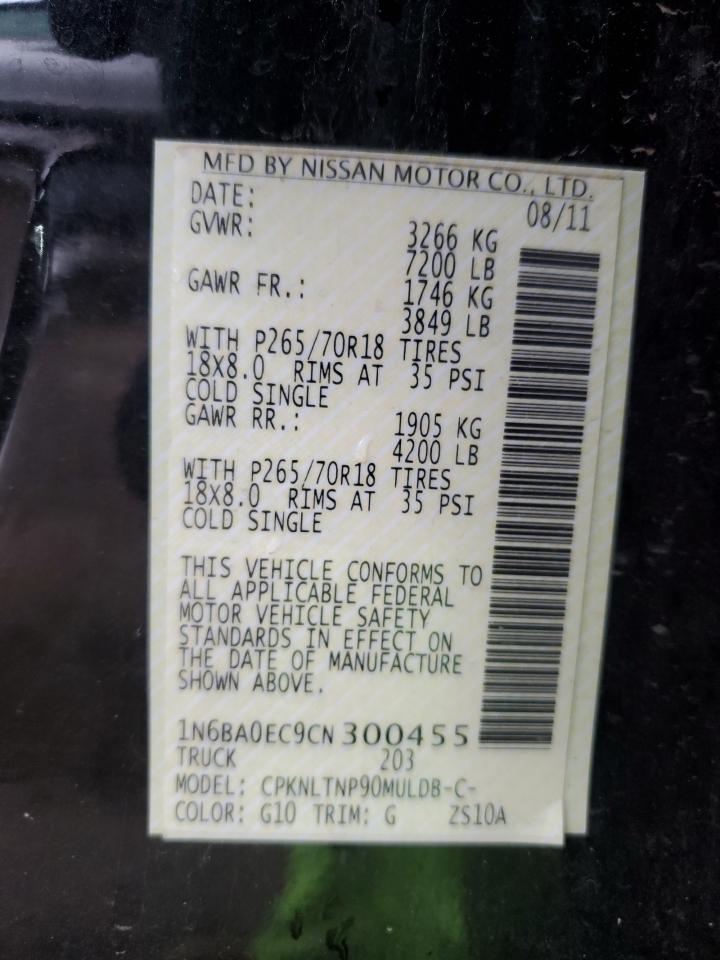 MFD BY NISSAN MOTOR CO., LTD.
DATE: 08/11
GVWR: 3266 KG
7200 LB
GAWR FR.: 1746 KG
3849 LB
WITH P265/70R18 TIRES
18X8.0 RIMS AT 35 PSI
COLD SINGLE
GAWR RR.: 1905 KG
4200 LB
WITH P265/70R18 TIRES
18X8.0 RIMS AT 35 PSI
COLD SINGLE
THIS VEHICLE CONFORMS TO
ALL APPLICABLE FEDERAL
MOTOR VEHICLE SAFETY
STANDARDS IN EFFECT ON
THE DATE OF MANUFACTURE
SHOWN ABOVE.
1N6BA0EC9CN300455
TRUCK 203
MODEL: CPKNLTNP90MULDB-C-
COLOR: G10 TRIM: G ZS10A